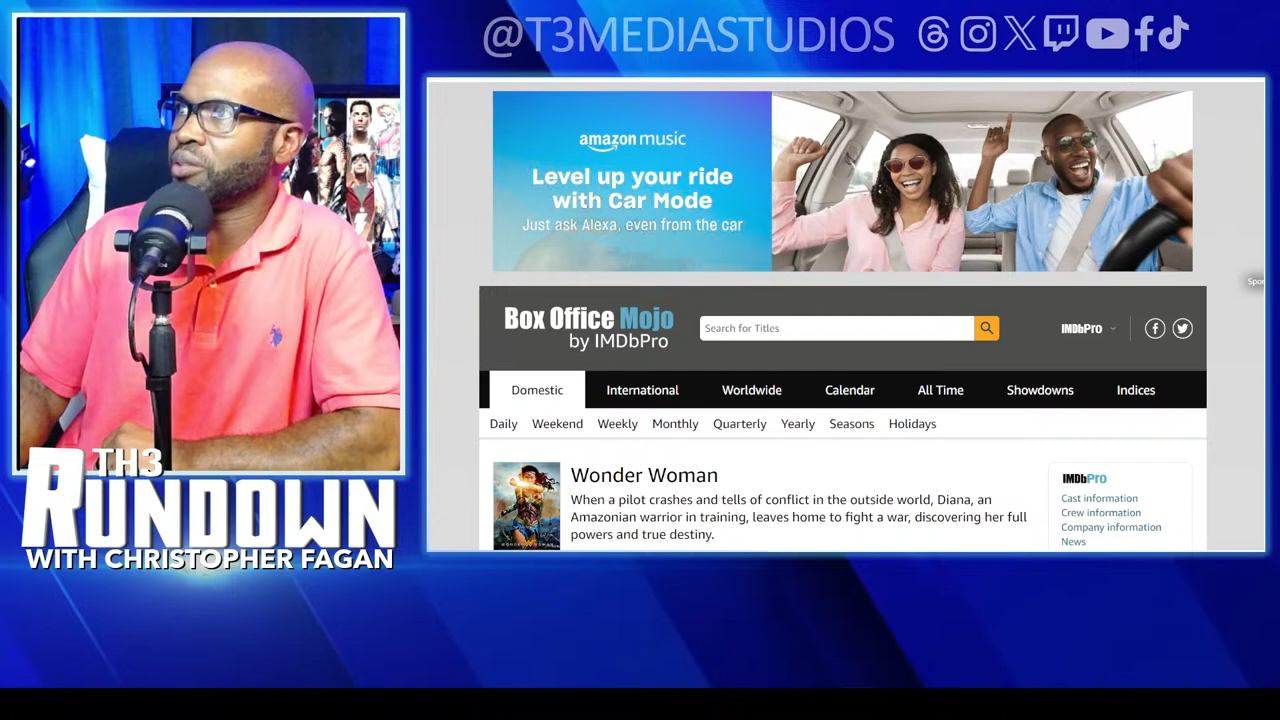 @T3MEDIASTUDIOS
amazon music
Level up your ride
with Car Mode
Just ask Alexa, even from the car
Spo
Box Office Mojo
by IMDbPro
Search for Titles
IMDbPro
Domestic
International
Worldwide
Calendar
All Time
Showdowns
Indices
Daily
Weekend
Weekly
Monthly
Quarterly
Yearly
Seasons
Holidays
Wonder Woman
When a pilot crashes and tells of conflict in the outside world, Diana, an
Amazonian warrior in training, leaves home to fight a war, discovering her full
powers and true destiny.
WONDER WOMAN
IMDbPro
Cast information
Crew information
Company information
News
TH3
RUNDOWN
WITH CHRISTOPHER FAGAN